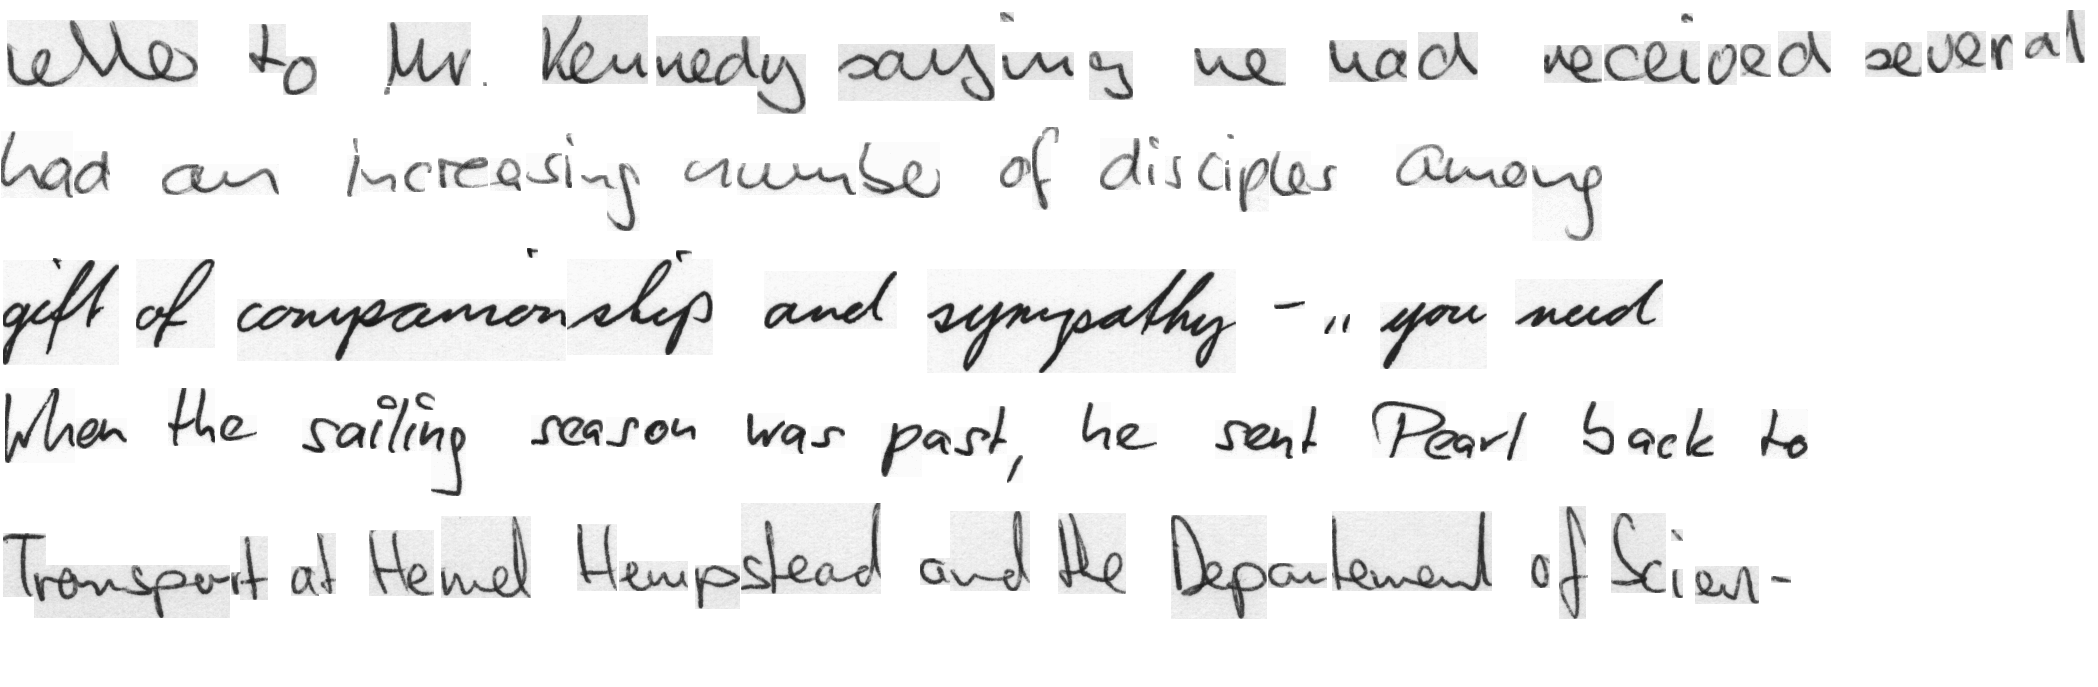 letter to Mr. Kennedy saying he had received several
had an increasing number of disciples among
gift of companionship and sympathy - „ you need
When the sailing season was past, he sent Pearl back to
Transport at Hemel Hempstead and the Departement of Scien-